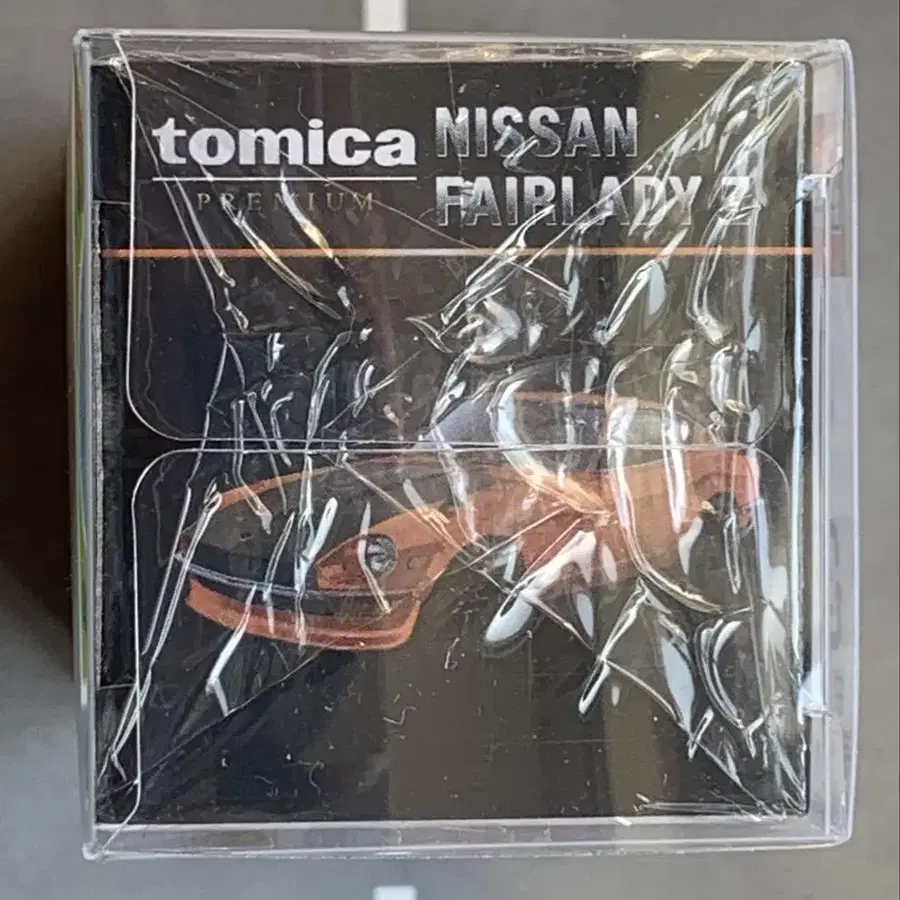 tomica
PREMIUM
NISSAN
FAIRLADY Z